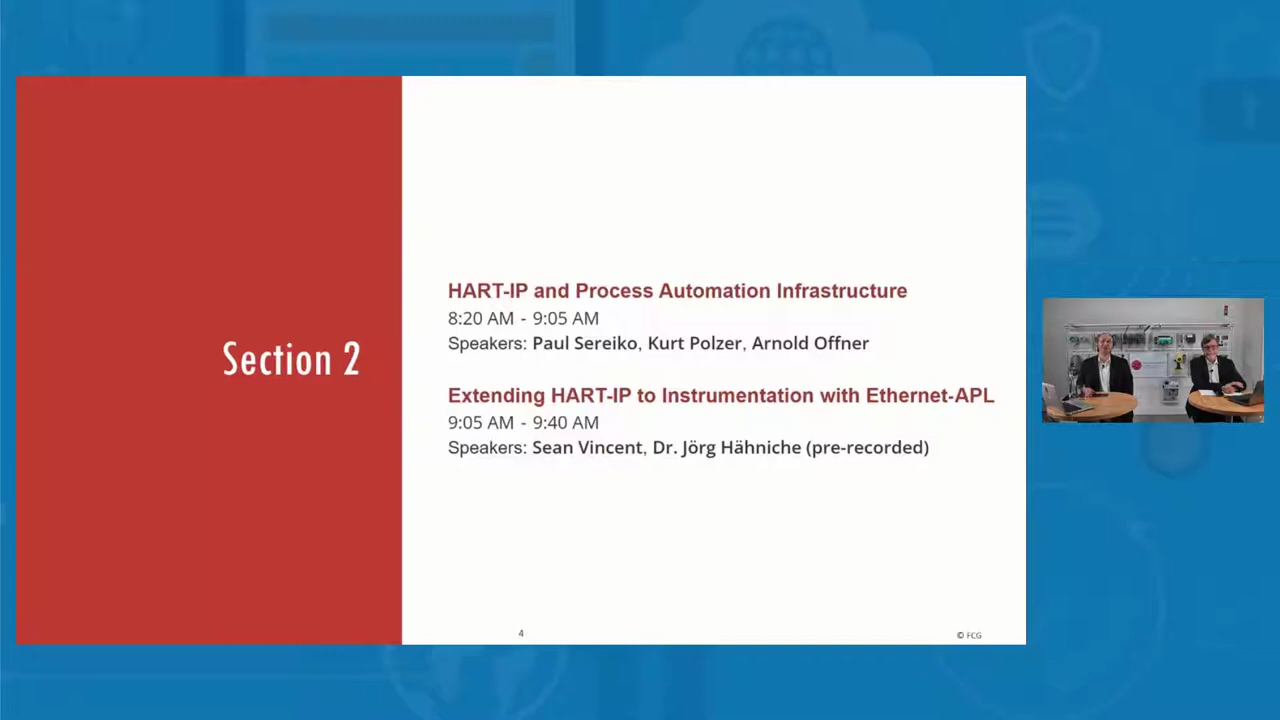 Section 2
HART-IP and Process Automation Infrastructure
8:20 AM - 9:05 AM
Speakers: Paul Sereiko, Kurt Polzer, Arnold Offner
Extending HART-IP to Instrumentation with Ethernet-APL
9:05 AM - 9:40 AM
Speakers: Sean Vincent, Dr. Jörg Hähniche (pre-recorded)
4
© FCG